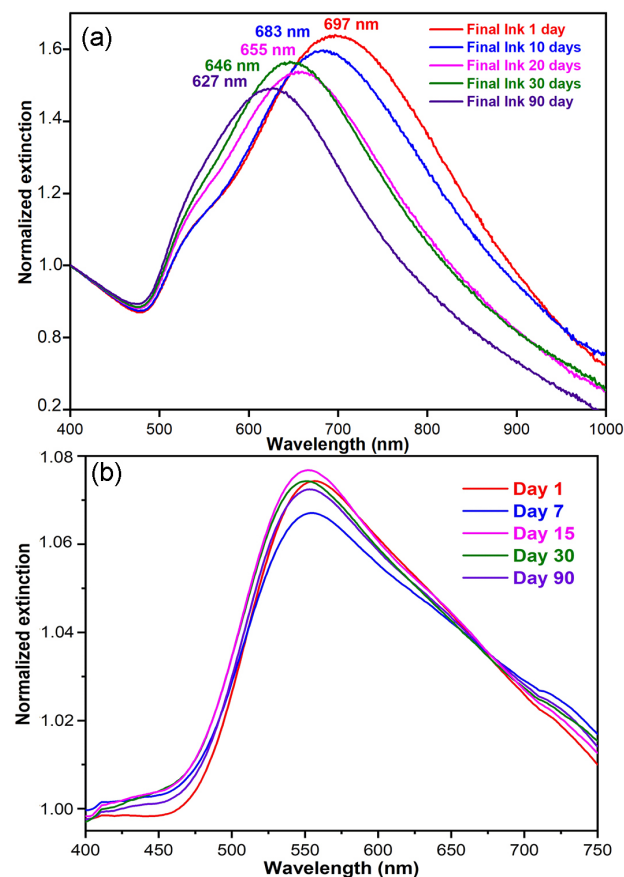 (a)
697 nm
683 nm
655 nm
646 nm
627 nm
Final Ink 1 day
Final Ink 10 days
Final Ink 20 days
Final Ink 30 days
Final Ink 90 day
Normalized extinction
1.6
1.4
1.2
1.0
0.8
0.2
400 500 600 700 800 900 1000
Wavelength (nm)
(b)
Day 1
Day 7
Day 15
Day 30
Day 90
Normalized extinction
1.08
1.06
1.04
1.02
1.00
400 450 500 550 600 650 700 750
Wavelength (nm)